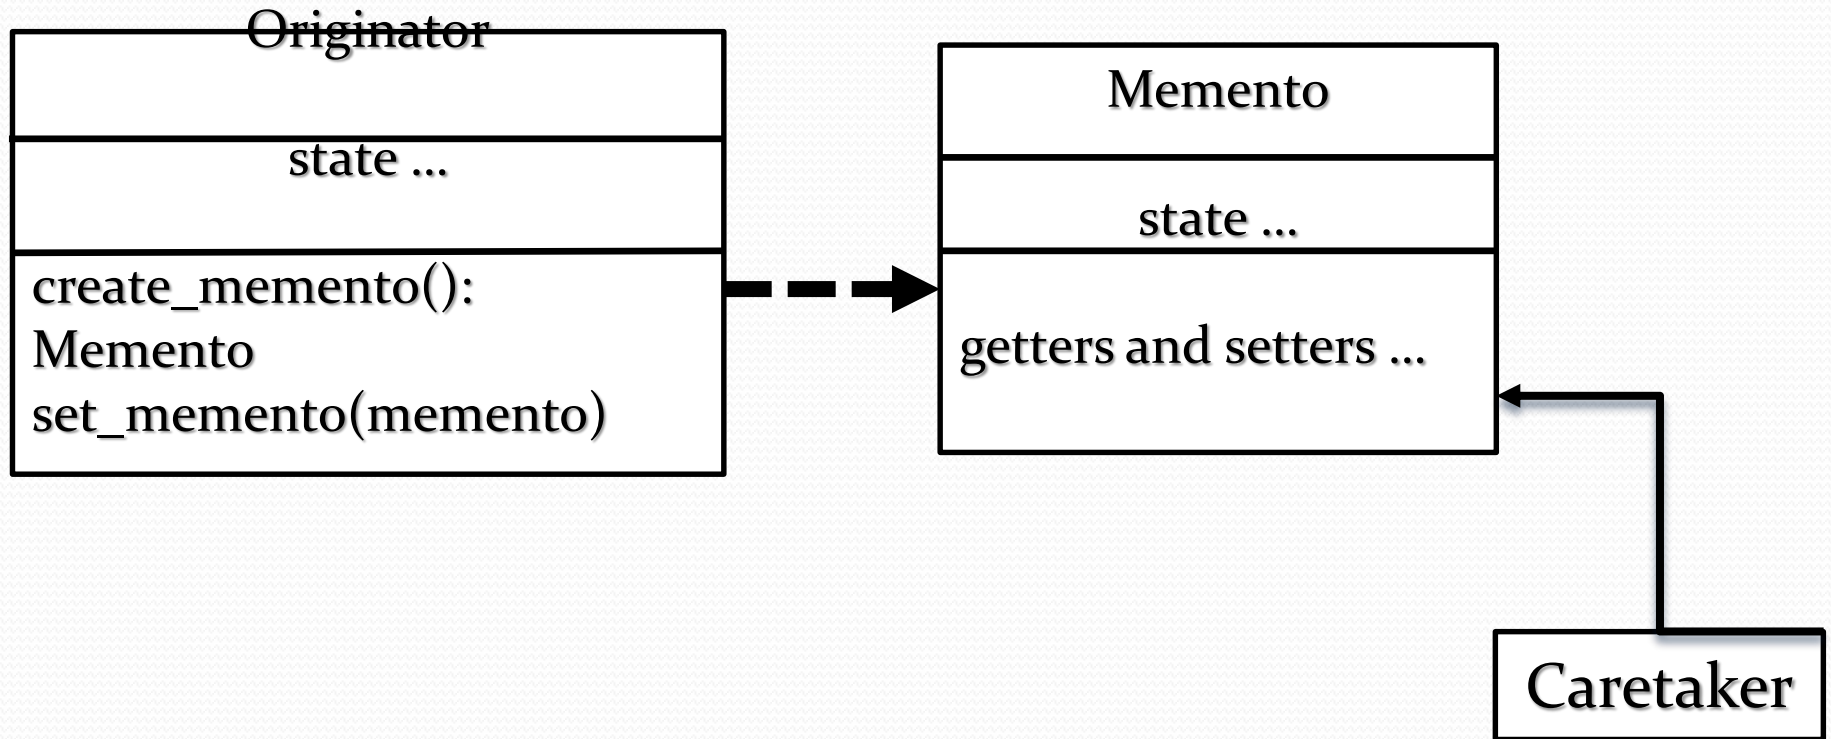 Originator
state ...
create_memento():
Memento
set_memento(memento)
Memento
state ...
getters and setters ...
Caretaker